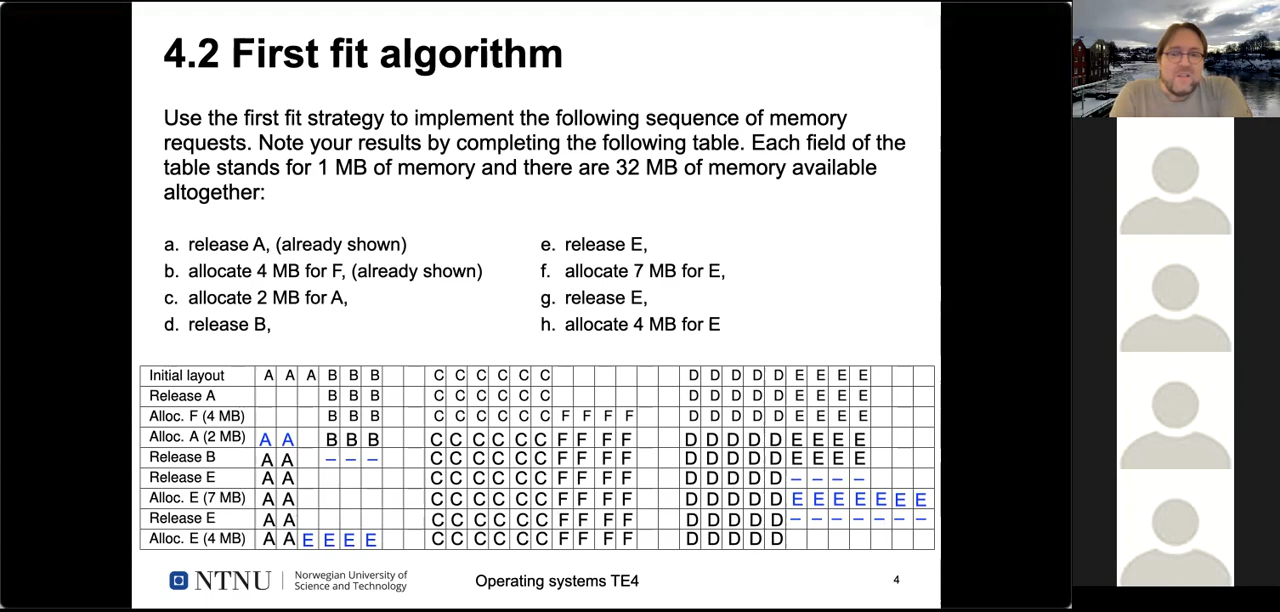 4.2 First fit algorithm
Use the first fit strategy to implement the following sequence of memory
requests. Note your results by completing the following table. Each field of the
table stands for 1 MB of memory and there are 32 MB of memory available
altogether:
a. release A, (already shown)
b. allocate 4 MB for F, (already shown)
c. allocate 2 MB for A,
d. release B,
e. release E,
f. allocate 7 MB for E,
g. release E,
h. allocate 4 MB for E
Initial layout A A A B B B C C C C C C D D D D D E E E E
Release A B B B C C C C C C D D D D D E E E E
Alloc. F (4 MB) B B B C C C C C C F F F F D D D D D E E E E
Alloc. A (2 MB) A A B B B C C C C C C F F F F D D D D D E E E E
Release B A A – – – C C C C C C F F F F D D D D D E E E E
Release E A A C C C C C C F F F F D D D D D – – – –
Alloc. E (7 MB) A A C C C C C C F F F F D D D D D E E E E E E E
Release E A A C C C C C C F F F F D D D D D – – – – – – –
Alloc. E (4 MB) A A E E E E C C C C C C F F F F D D D D D
NTNU
Norwegian University of
Science and Technology
Operating systems TE4
4